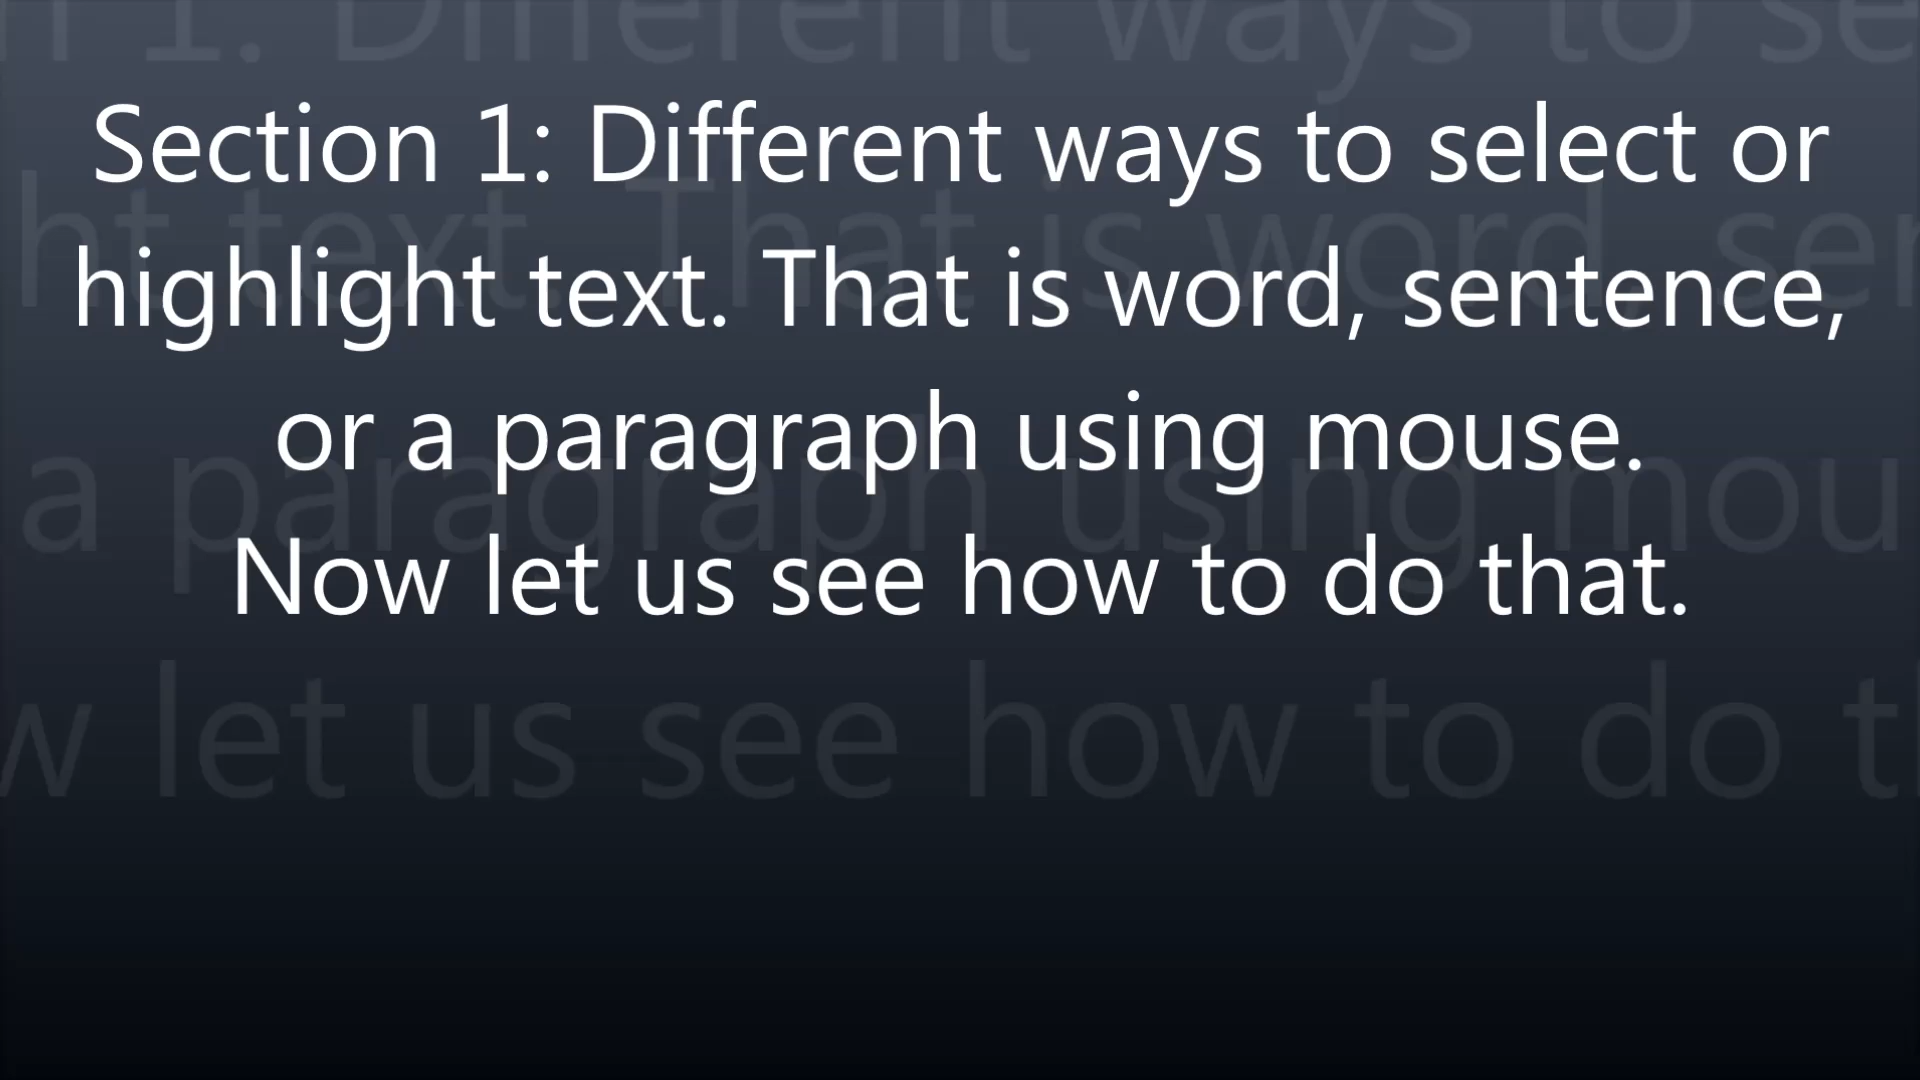 Section 1: Different ways to select or
highlight text. That is word, sentence,
or a paragraph using mouse.
Now let us see how to do that.